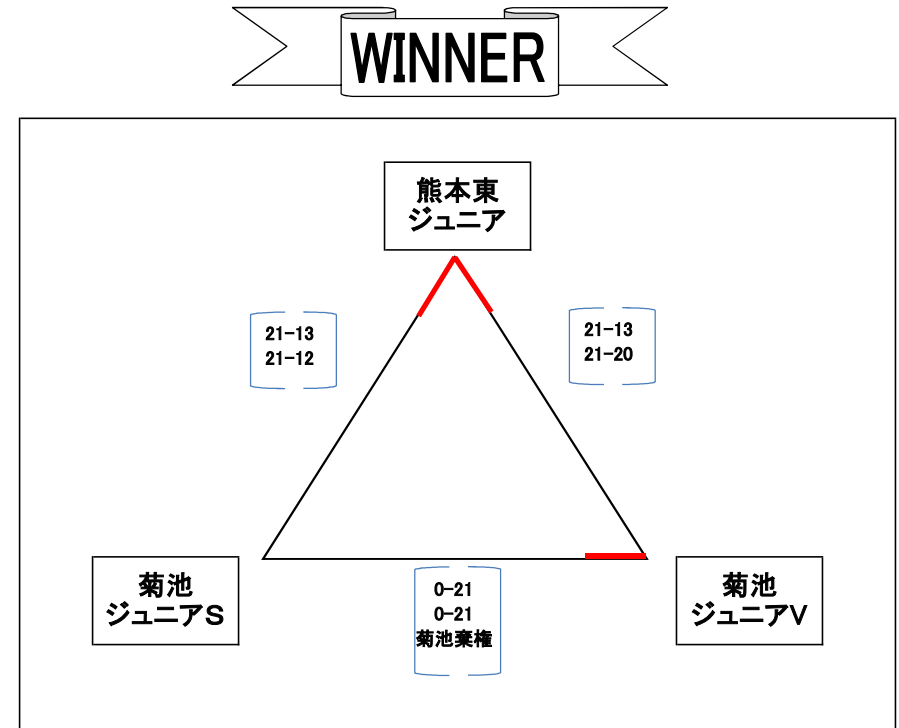 WINNER
熊本東
ジュニア
21-13
21-12
21-13
21-20
菊池
ジュニアS
0-21
0-21
菊池棄権
菊池
ジュニアV